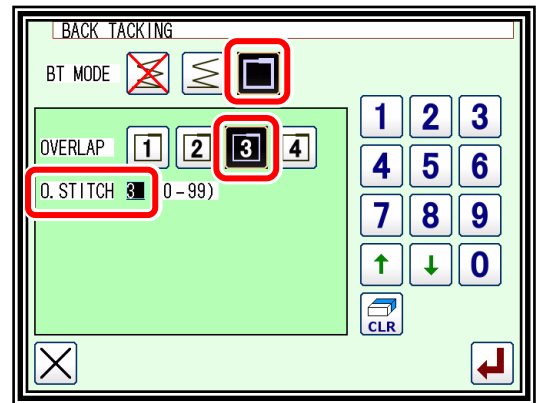 BACK TACKING
BT MODE
1 2 3
OVERLAP 1 2 3 4
4 5 6
O.STITCH 3 0-99)
7 8 9
↑ ↓ 0
CLR